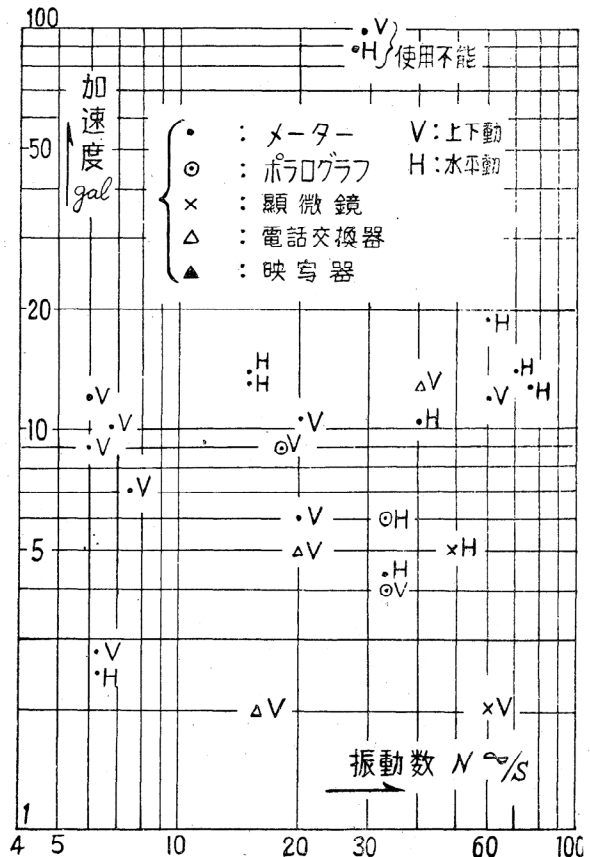 100
V
H
使用不能
加速度 gal
• : メーター V:上下動
⊙ : ポラログラフ H:水平動
× : 顯微鏡
△ : 電話交換器
▲ : 映写器
50
20
H
H
H
V
△V
H
V
H
H
V
V
V
⊙V
H
10
V
V
⊙H
△V
×H
5
H
⊙V
V
H
△V
×V
振動数 N ∾/S
1
4 5 10 20 30 40 60 100